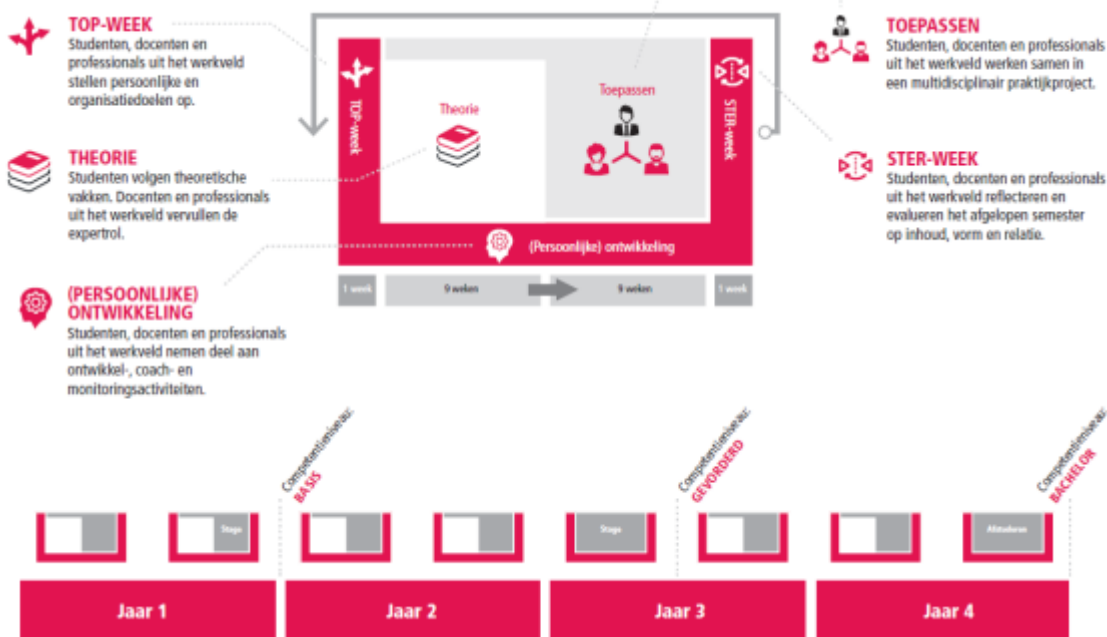 TOP-WEEK
Studenten, docenten en
professionals uit het werkveld
stellen persoonlijke en
organisatiedoelen op.
THEORIE
Studenten volgen theoretische
vakken. Docenten en professionals
uit het werkveld vervullen de
expertrol.
(PERSOONLIJKE)
ONTWIKKELING
Studenten, docenten en professionals
uit het werkveld nemen deel aan
ontwikkel-, coach- en
monitoringsactiviteiten.
TOP-week
Theorie
Toepassen
STER-week
(Persoonlijke) ontwikkeling
1 week
9 weken
9 weken
1 week
TOEPASSEN
Studenten, docenten en professionals
uit het werkveld werken samen in
een multidisciplinair praktijkproject.
STER-WEEK
Studenten, docenten en professionals
uit het werkveld reflecteren en
evalueren het afgelopen semester
op inhoud, vorm en relatie.
Competentieniveau:
BASIS
Competentieniveau:
GEVORDERD
Competentieniveau:
BACHELOR
Stage
Stage
Afstuderen
Jaar 1
Jaar 2
Jaar 3
Jaar 4